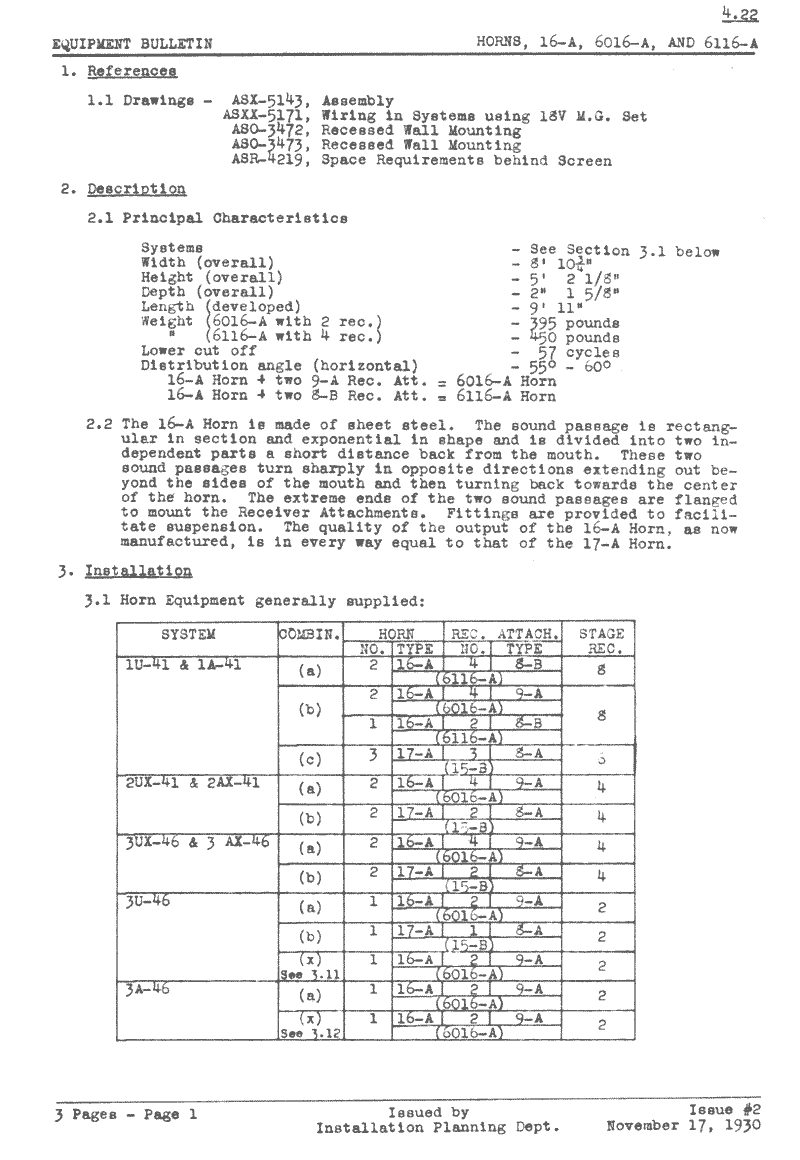 4.22
EQUIPMENT BULLETIN HORNS, 16-A, 6016-A, AND 6116-A
1. References
1.1 Drawings - ASX-5143, Assembly
ASXX-5171, Wiring in Systems using 18V M.G. Set
ASO-3472, Recessed Wall Mounting
ASO-3473, Recessed Wall Mounting
ASR-4219, Space Requirements behind Screen
2. Description
2.1 Principal Characteristics
Systems - See Section 3.1 below
Width (overall) - 8' 10¾"
Height (overall) - 5' 2 1/8"
Depth (overall) - 2" 1 5/8"
Length (developed) - 9' 11"
Weight (6016-A with 2 rec.) - 395 pounds
" (6116-A with 4 rec.) - 450 pounds
Lower cut off - 57 cycles
Distribution angle (horizontal) - 55° - 60°
16-A Horn + two 9-A Rec. Att. = 6016-A Horn
16-A Horn + two 8-B Rec. Att. = 6116-A Horn
2.2 The 16-A Horn is made of sheet steel. The sound passage is rectang-
ular in section and exponential in shape and is divided into two in-
dependent parts a short distance back from the mouth. These two
sound passages turn sharply in opposite directions extending out be-
yond the sides of the mouth and then turning back towards the center
of the horn. The extreme ends of the two sound passages are flanged
to mount the Receiver Attachments. Fittings are provided to facili-
tate suspension. The quality of the output of the 16-A Horn, as now
manufactured, is in every way equal to that of the 17-A Horn.
3. Installation
3.1 Horn Equipment generally supplied:
SYSTEM COMBIN. HORN REC. ATTACH. STAGE
NO. TYPE NO. TYPE REC.
1U-41 & 1A-41 (a) 2 16-A 4 8-B 8
(6116-A)
(b) 2 16-A 4 9-A 8
(6016-A)
1 16-A 2 8-B
(6116-A)
(c) 3 17-A 3 8-A
(15-B)
2UX-41 & 2AX-41 (a) 2 16-A 4 9-A 4
(6016-A)
(b) 2 17-A 2 8-A 4
(15-B)
3UX-46 & 3 AX-46 (a) 2 16-A 4 9-A 4
(6016-A)
(b) 2 17-A 2 8-A 4
(15-B)
3U-46 (a) 1 16-A 2 9-A 2
(6016-A)
(b) 1 17-A 1 8-A 2
(15-B)
(x) 1 16-A 2 9-A 2
See 3.11 (6016-A)
3A-46 (a) 1 16-A 2 9-A 2
(6016-A)
(x) 1 16-A 2 9-A 2
See 3.12 (6016-A)
3 Pages - Page 1 Issued by Issue #2
Installation Planning Dept. November 17, 1930